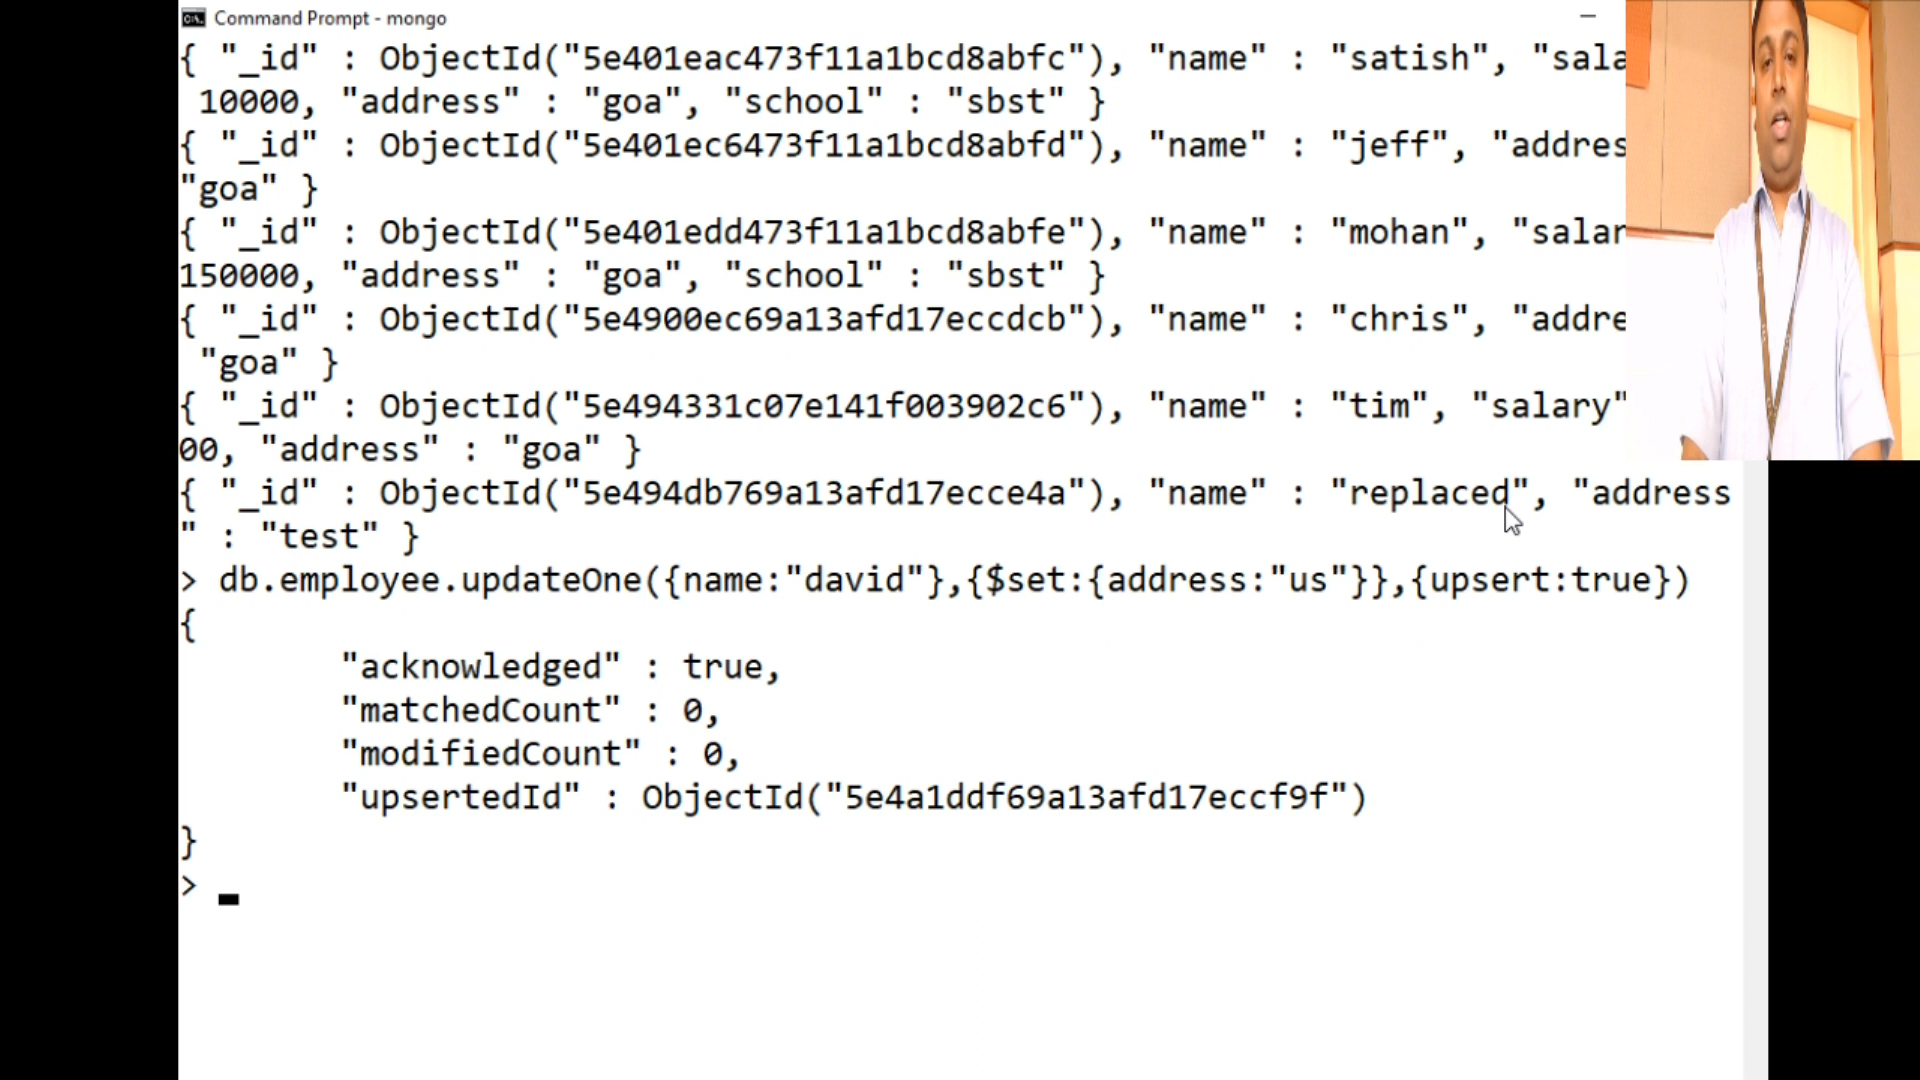 Command Prompt - mongo
{ "_id" : ObjectId("5e401eac473f11a1bcd8abfc"), "name" : "satish", "sala
10000, "address" : "goa", "school" : "sbst" }
{ "_id" : ObjectId("5e401ec6473f11a1bcd8abfd"), "name" : "jeff", "addres
"goa" }
{ "_id" : ObjectId("5e401edd473f11a1bcd8abfe"), "name" : "mohan", "salar
150000, "address" : "goa", "school" : "sbst" }
{ "_id" : ObjectId("5e4900ec69a13afd17eccdcb"), "name" : "chris", "addre
"goa" }
{ "_id" : ObjectId("5e494331c07e141f003902c6"), "name" : "tim", "salary"
00, "address" : "goa" }
{ "_id" : ObjectId("5e494db769a13afd17ecce4a"), "name" : "replaced", "address
" : "test" }
> db.employee.updateOne({name:"david"},{$set:{address:"us"}},{upsert:true})
{
"acknowledged" : true,
"matchedCount" : 0,
"modifiedCount" : 0,
"upsertedId" : ObjectId("5e4a1ddf69a13afd17eccf9f")
}
>